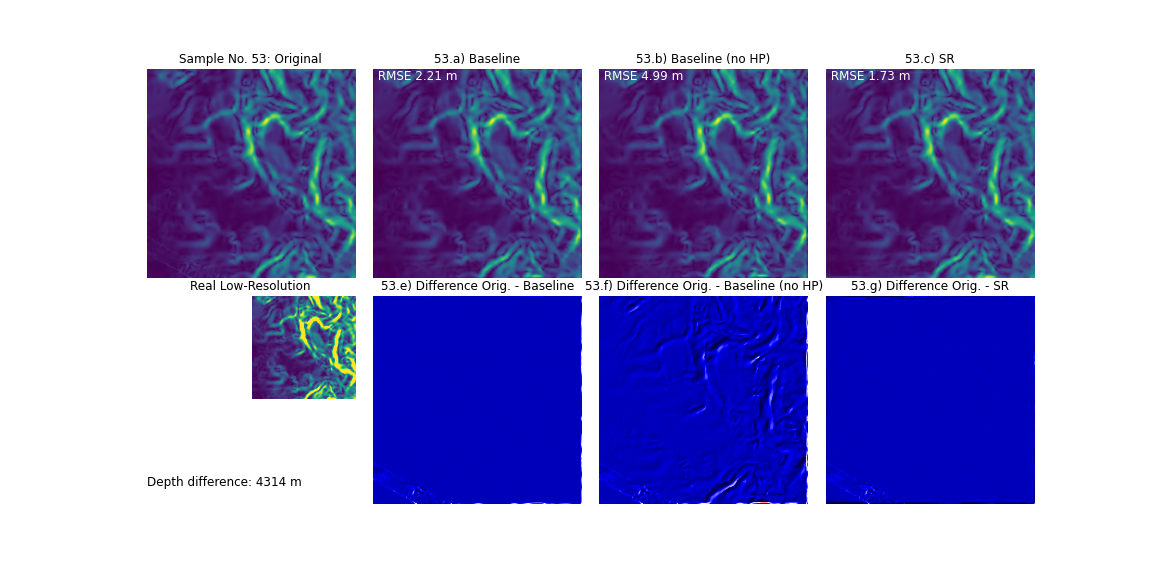 Sample No. 53: Original
53.a) Baseline
53.b) Baseline (no HP)
53.c) SR
RMSE 2.21 m
RMSE 4.99 m
RMSE 1.73 m
Real Low-Resolution
53.e) Difference Orig. - Baseline
53.f) Difference Orig. - Baseline (no HP)
53.g) Difference Orig. - SR
Depth difference: 4314 m